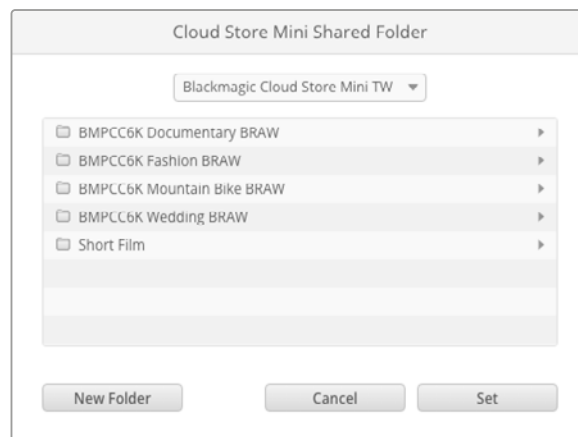 Cloud Store Mini Shared Folder
Blackmagic Cloud Store Mini TW
BMPCC6K Documentary BRAW
BMPCC6K Fashion BRAW
BMPCC6K Mountain Bike BRAW
BMPCC6K Wedding BRAW
Short Film
New Folder Cancel Set